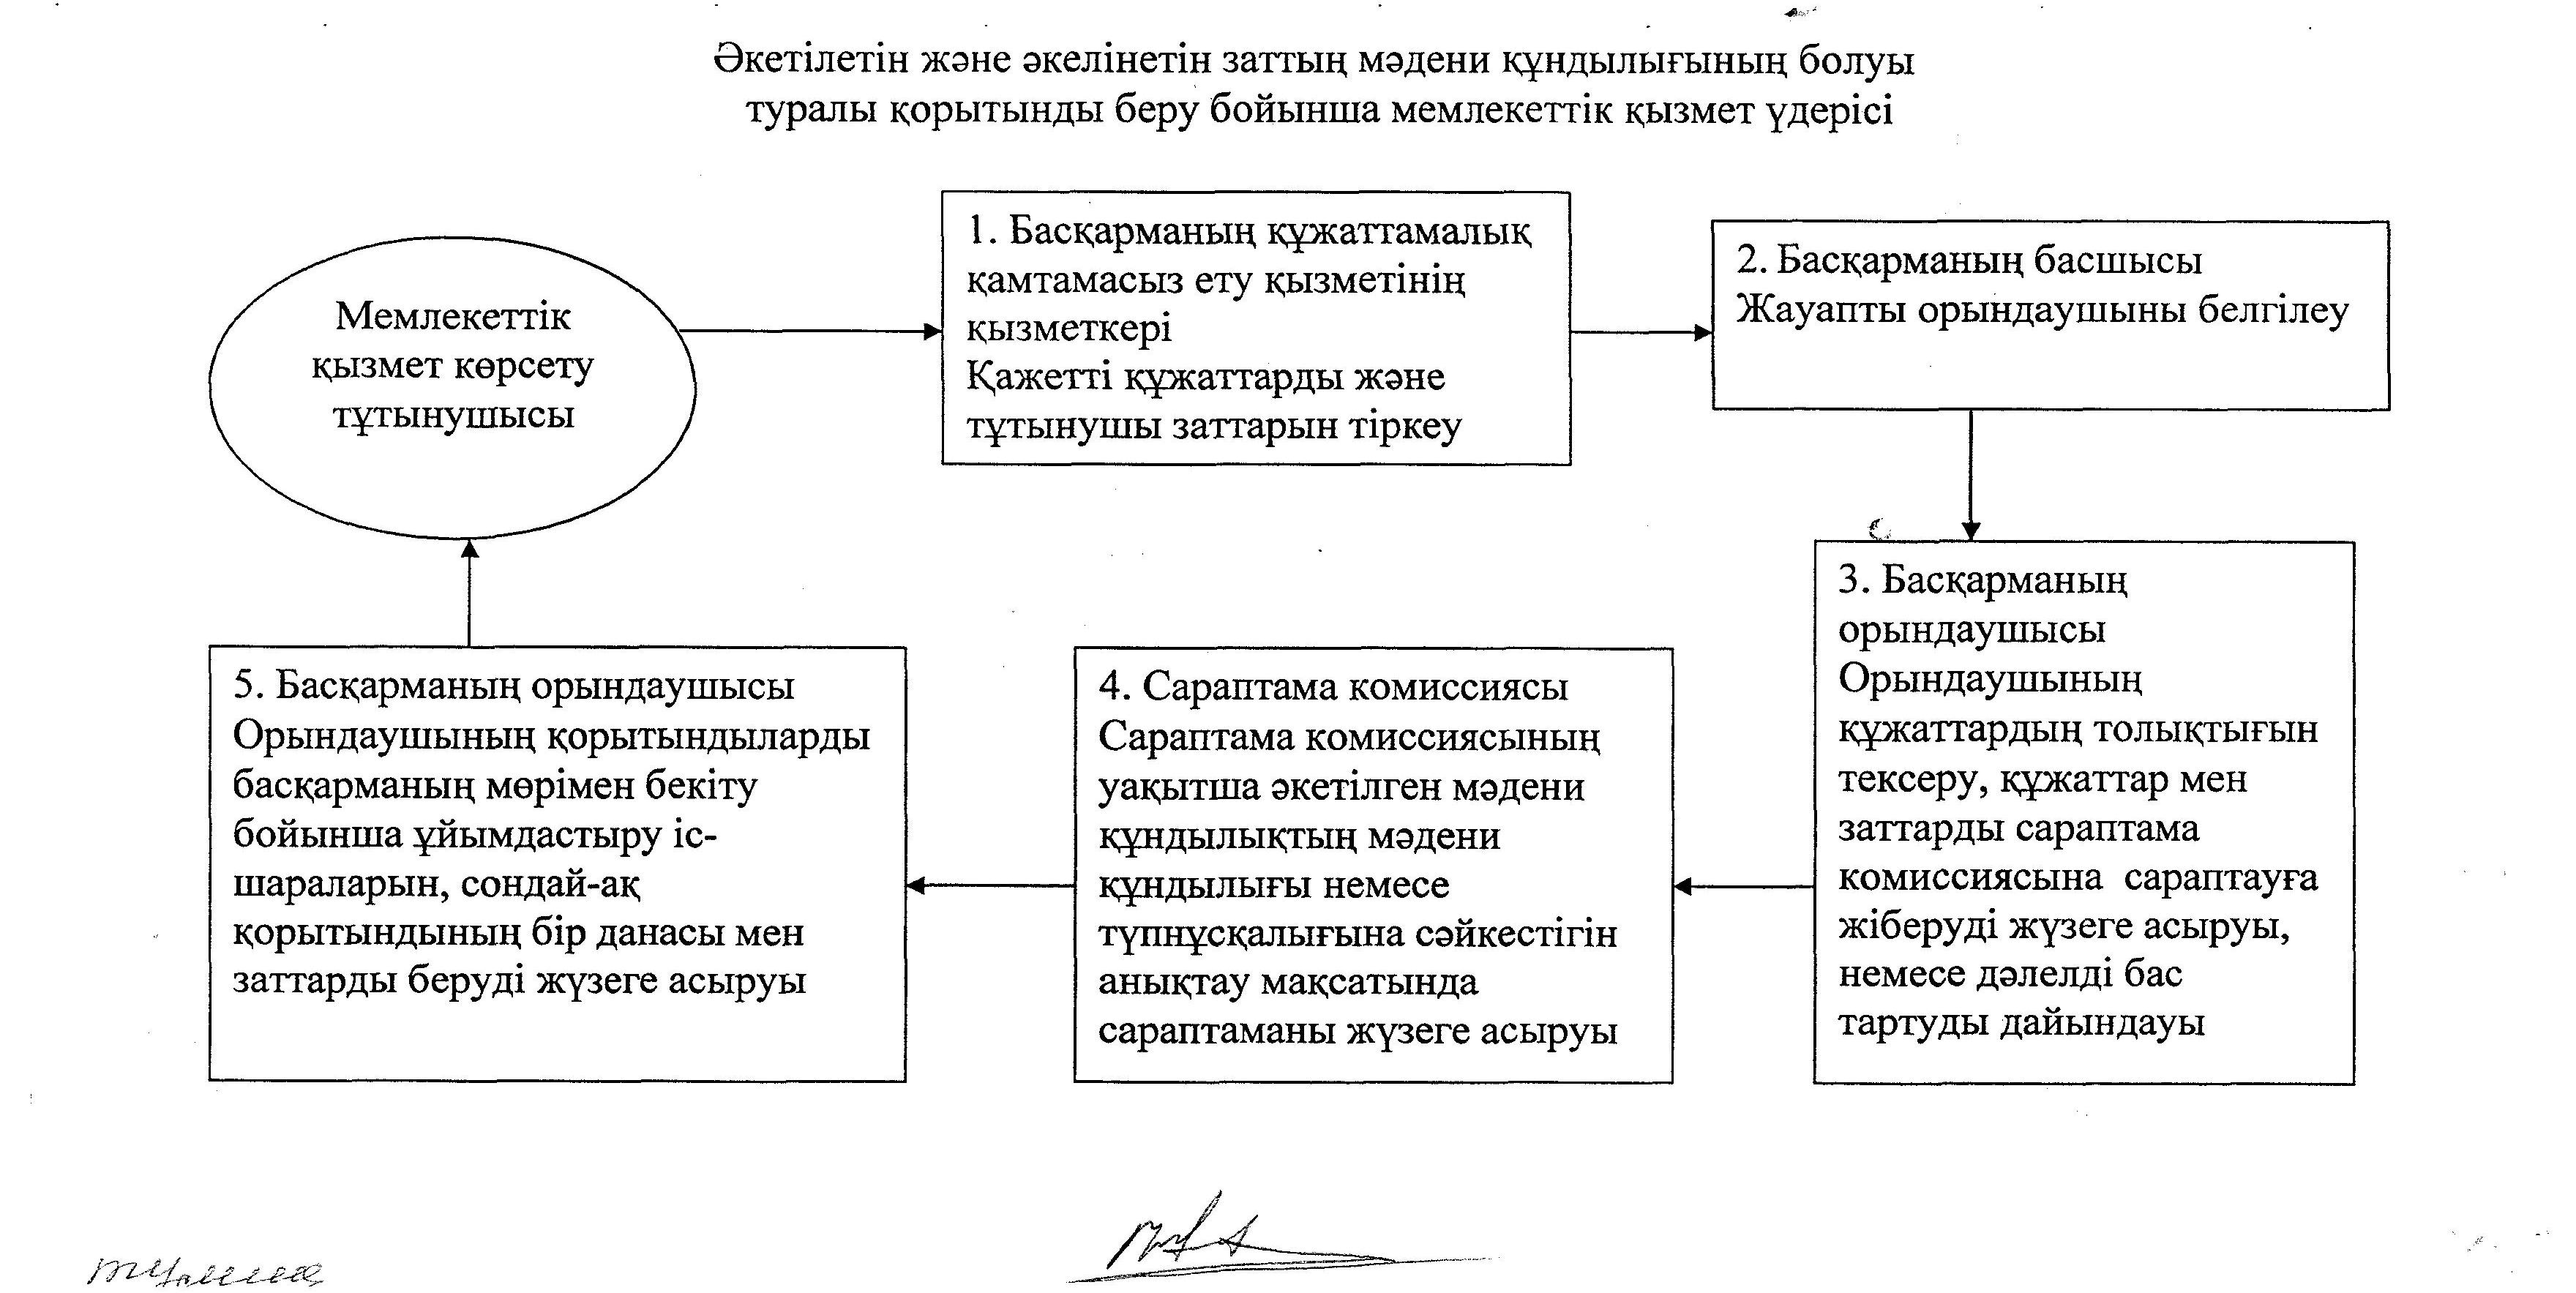 Әкетілетін және әкелінетін заттың мәдени құндылығының болуы
туралы қорытынды беру бойынша мемлекеттік қызмет үдерісі
Мемлекеттік
қызмет көрсету
тұтынушысы
1. Басқарманың құжаттамалық
қамтамасыз ету қызметінің
қызметкері
Қажетті құжаттарды және
тұтынушы заттарын тіркеу
2. Басқарманың басшысы
Жауапты орындаушыны белгілеу
3. Басқарманың
орындаушысы
Орындаушының
құжаттардың толықтығын
тексеру, құжаттар мен
заттарды сараптама
комиссиясына сараптауға
жіберуді жүзеге асыруы,
немесе дәлелді бас
тартуды дайындауы
4. Сараптама комиссиясы
Сараптама комиссиясының
уақытша әкетілген мәдени
құндылықтың мәдени
құндылығы немесе
түпнұсқалығына сәйкестігін
анықтау мақсатында
сараптаманы жүзеге асыруы
5. Басқарманың орындаушысы
Орындаушының қорытындыларды
басқарманың мөрімен бекіту
бойынша ұйымдастыру іс-
шараларын, сондай-ақ
қорытындының бір данасы мен
заттарды беруді жүзеге асыруы